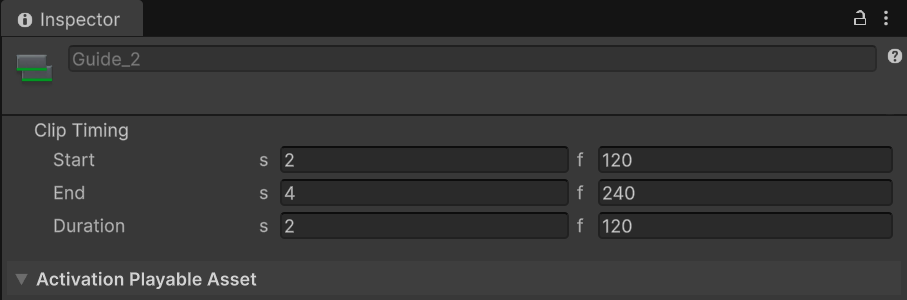 Inspector
Guide_2
Clip Timing
Start s 2 f 120
End s 4 f 240
Duration s 2 f 120
Activation Playable Asset